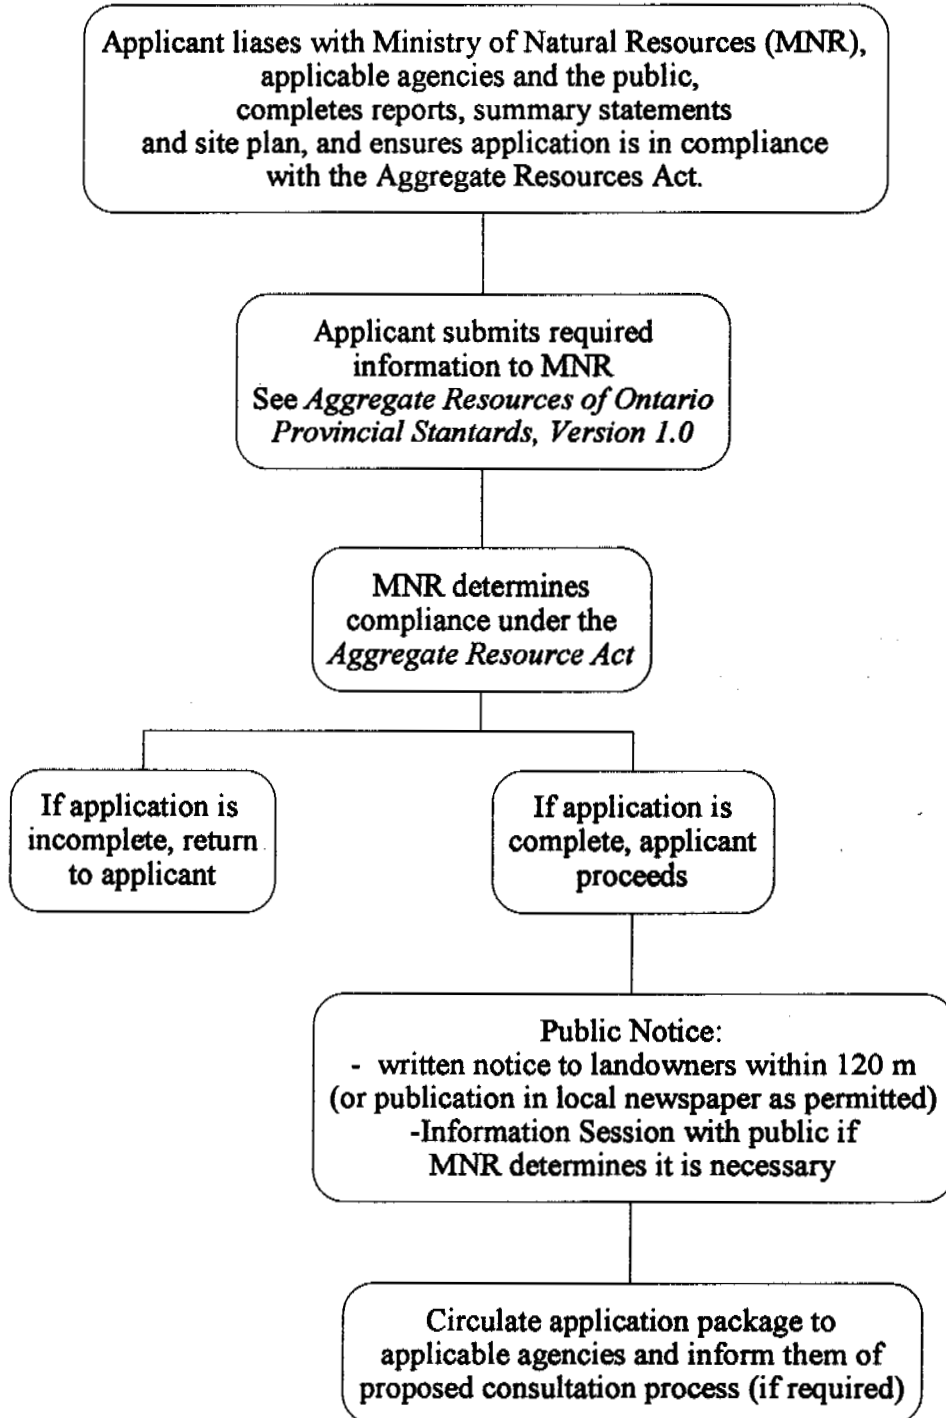 Applicant liases with Ministry of Natural Resources (MNR),
applicable agencies and the public,
completes reports, summary statements
and site plan, and ensures application is in compliance
with the Aggregate Resources Act.
Applicant submits required
information to MNR
See Aggregate Resources of Ontario
Provincial Stantards, Version 1.0
MNR determines
compliance under the
Aggregate Resource Act
If application is
incomplete, return
to applicant
If application is
complete, applicant
proceeds
Public Notice:
- written notice to landowners within 120 m
(or publication in local newspaper as permitted)
-Information Session with public if
MNR determines it is necessary
Circulate application package to
applicable agencies and inform them of
proposed consultation process (if required)